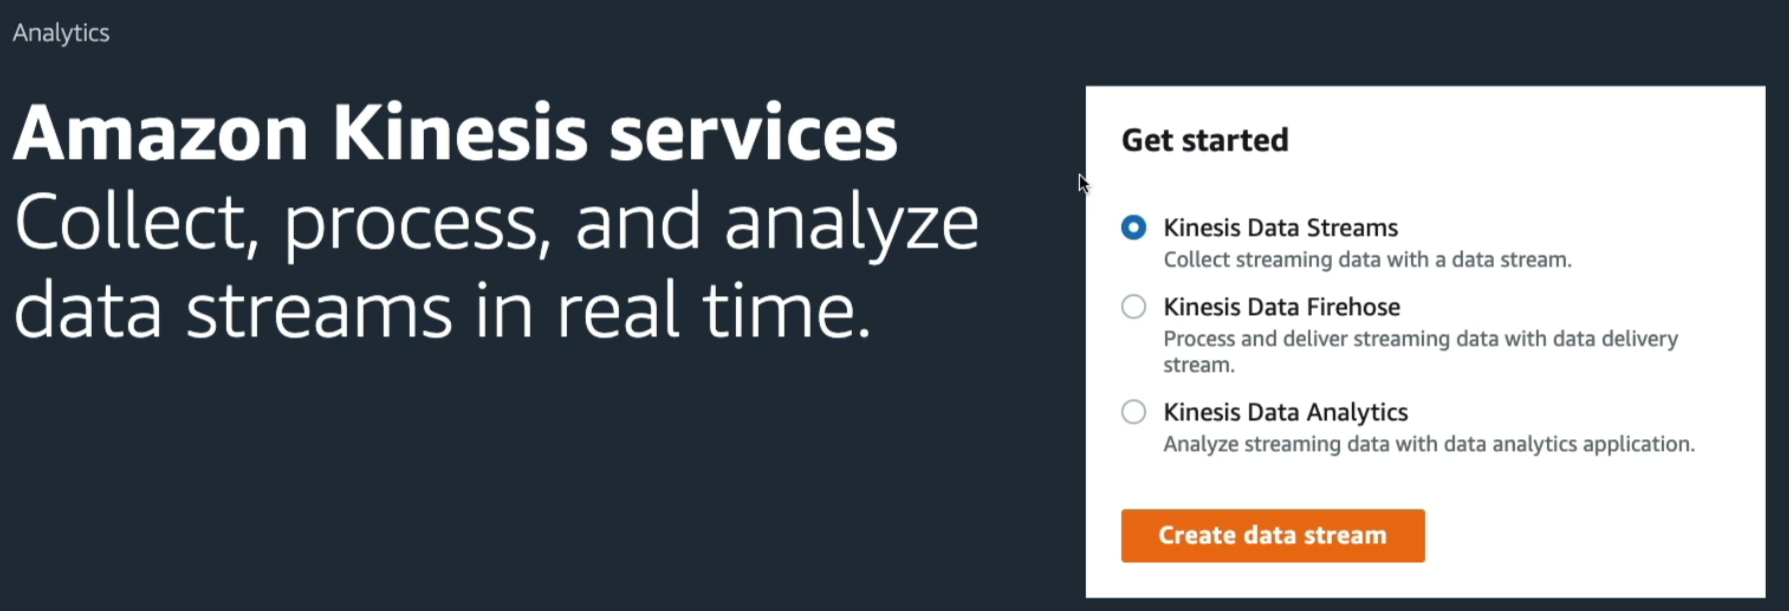 Analytics
Amazon Kinesis services
Collect, process, and analyze
data streams in real time.
Get started
Kinesis Data Streams
Collect streaming data with a data stream.
Kinesis Data Firehose
Process and deliver streaming data with data delivery
stream.
Kinesis Data Analytics
Analyze streaming data with data analytics application.
Create data stream